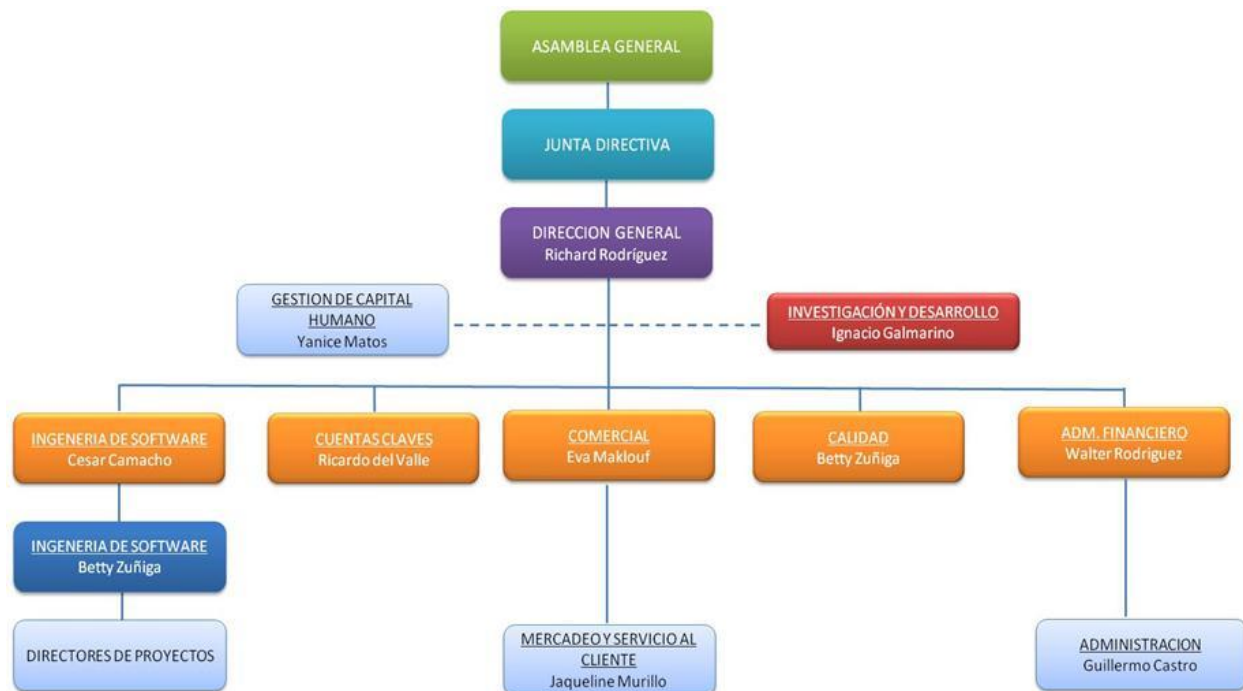 ASAMBLEA GENERAL
JUNTA DIRECTIVA
DIRECCION GENERAL
Richard Rodríguez
GESTION DE CAPITAL
HUMANO
Yanice Matos
INVESTIGACIÓN Y DESARROLLO
Ignacio Galmarino
INGENERIA DE SOFTWARE
Cesar Camacho
CUENTAS CLAVES
Ricardo del Valle
COMERCIAL
Eva Maklouf
CALIDAD
Betty Zuñiga
ADM. FINANCIERO
Walter Rodriguez
INGENERIA DE SOFTWARE
Betty Zuñiga
DIRECTORES DE PROYECTOS
MERCADEO Y SERVICIO AL
CLIENTE
Jaqueline Murillo
ADMINISTRACION
Guillermo Castro